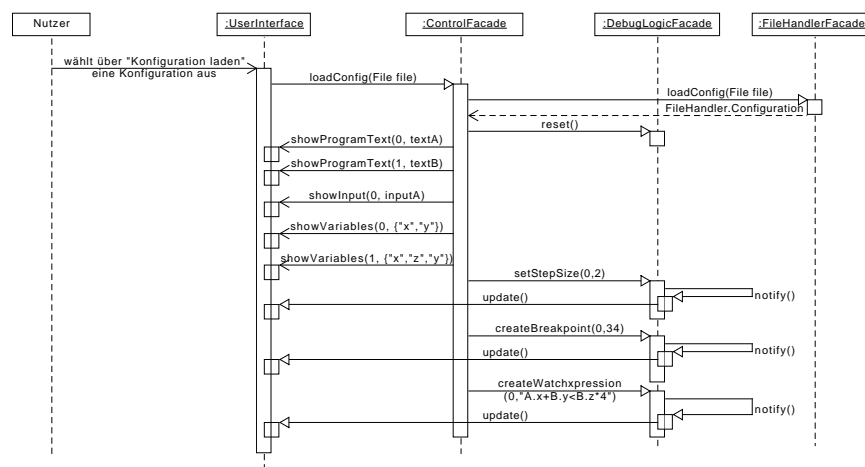 Nutzer
:UserInterface
:ControlFacade
:DebugLogicFacade
:FileHandlerFacade
wählt über "Konfiguration laden"
eine Konfiguration aus
loadConfig(File file)
loadConfig(File file)
FileHandler.Configuration
reset()
showProgramText(0, textA)
showProgramText(1, textB)
showInput(0, inputA)
showVariables(0, {"x","y"})
showVariables(1, {"x","z","y"})
setStepSize(0,2)
notify()
update()
createBreakpoint(0,34)
notify()
update()
createWatchxpression
(0,"A.x+B.y<B.z*4")
notify()
update()